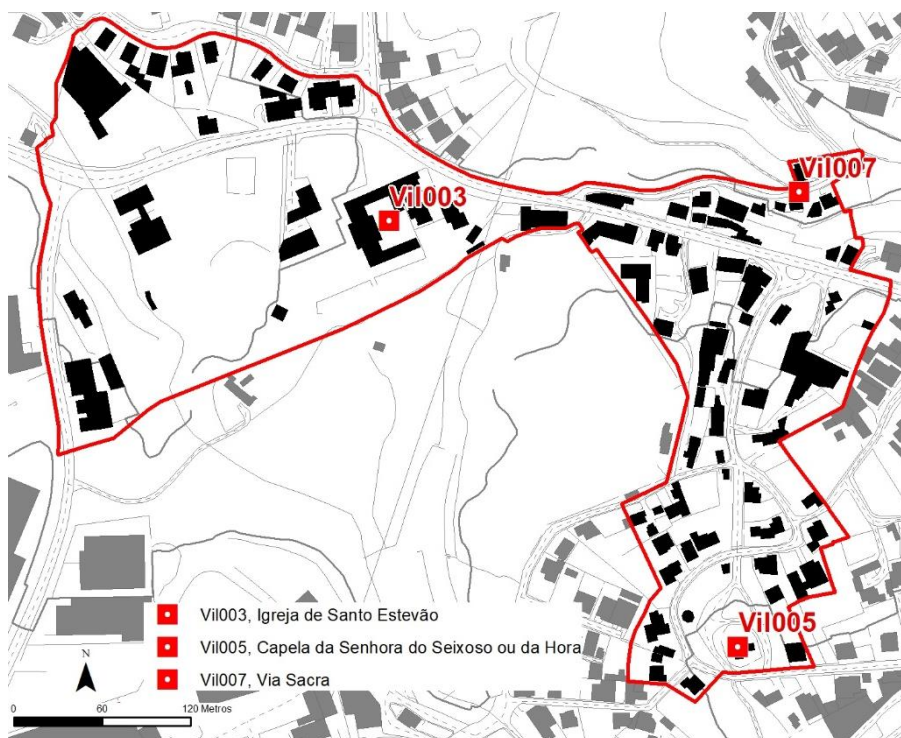 Vil007
Vil003
Vil005
Vil003, Igreja de Santo Estevão
Vil005, Capela da Senhora do Seixoso ou da Hora
Vil007, Via Sacra
N
0 60 120 Metros